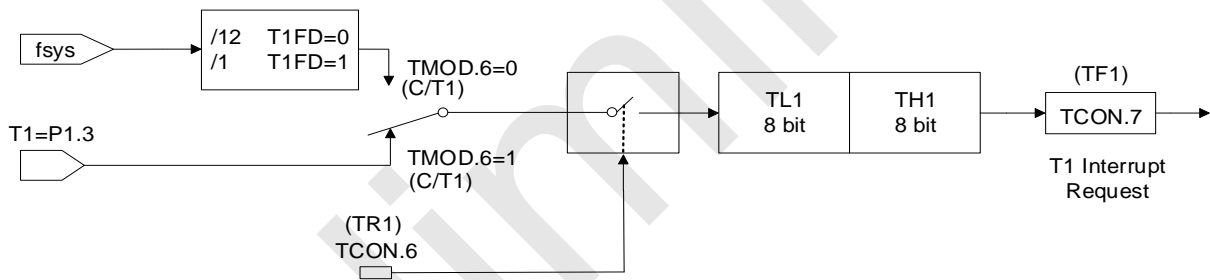 fsys
/12 T1FD=0
/1 T1FD=1
TMOD.6=0
(C/T1)
T1=P1.3
TMOD.6=1
(C/T1)
(TR1)
TCON.6
TL1
8 bit
TH1
8 bit
(TF1)
TCON.7
T1 Interrupt
Request